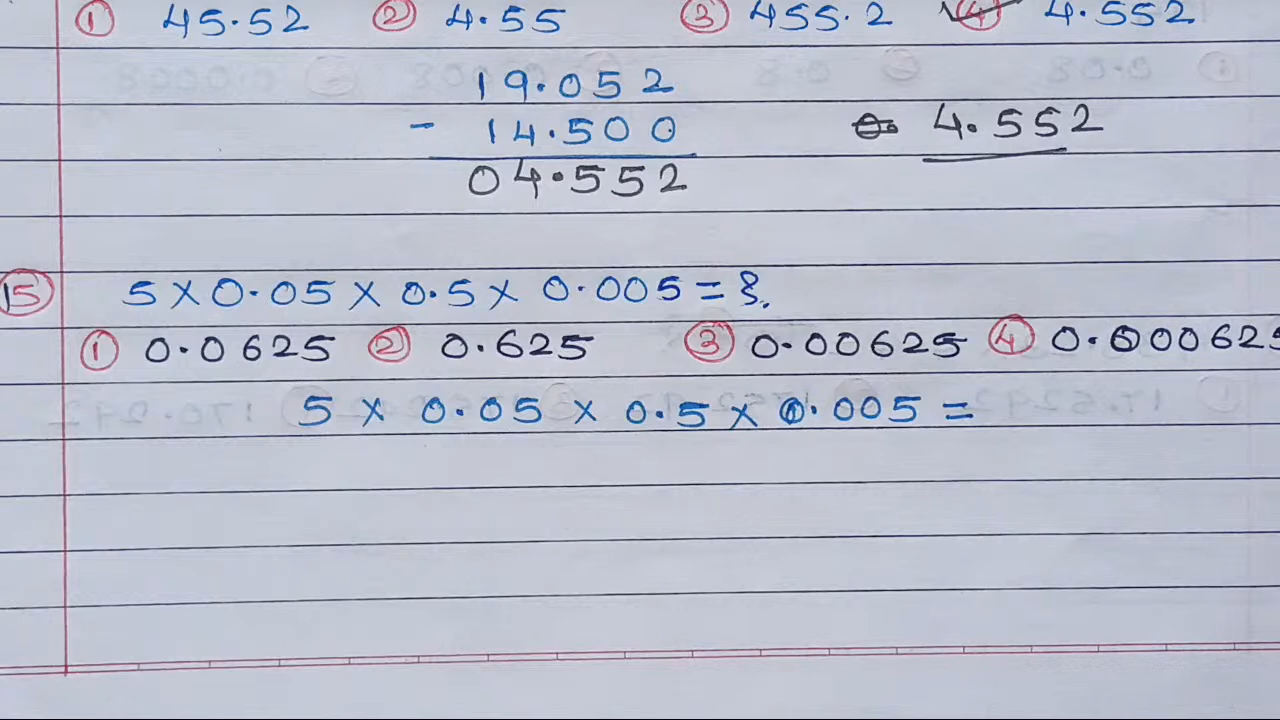 ① 45.52 ② 4.55 ③ 455.2 ④ 4.552
19.052
- 14.500 4.552
04.552
15 5 × 0.05 × 0.5 × 0.005 = ?
① 0.0625 ② 0.625 ③ 0.00625 ④ 0.000625
5 × 0.05 × 0.5 × 0.005 =